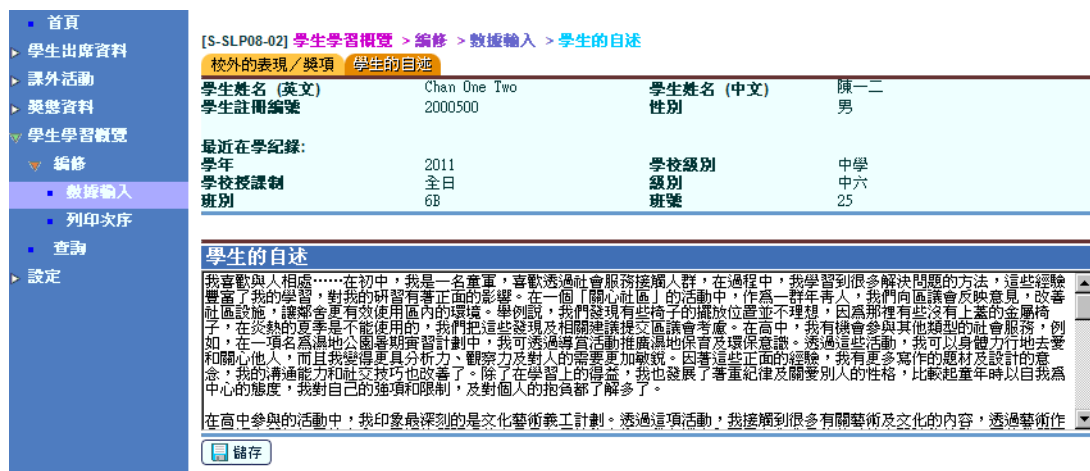 首頁
學生出席資料
課外活動
獎懲資料
學生學習概覽
編修
數據輸入
列印次序
查詢
設定
[S-SLP08-02] 學生學習概覽 > 編修 > 數據輸入 > 學生的自述
校外的表現／獎項 學生的自述
學生姓名 (英文) Chan One Two 學生姓名 (中文) 陳一二
學生註冊編號 2000500 性別 男
最近在學紀錄:
學年 2011 學校級別 中學
學校授課制 全日 級別 中六
班別 6B 班號 25
學生的自述
我喜歡與人相處⋯⋯在初中，我是一名童軍，喜歡透過社會服務接觸人群，在過程中，我學習到很多解決問題的方法，這些經驗
豐富了我的學習，對我的研習有著正面的影響。在一個「關心社區」的活動中，作為一群年青人，我們向區議會反映意見，改善
社區設施，讓鄰舍更有效使用區內的環境。舉例說，我們發現有些椅子的擺放位置並不理想，因為那裡有些沒有上蓋的金屬椅
子，在炎熱的夏季是不能使用的，我們把這些發現及相關建議提交區議會考慮。在高中，我有機會參與其他類型的社會服務，例
如，在一項名為濕地公園暑期實習計劃中，我可透過導賞活動推廣濕地保育及環保意識。透過這些活動，我可以身體力行地去愛
和關心他人，而且我變得更具分析力、觀察力及對人的需要更加敏銳。因著這些正面的經驗，我有更多寫作的題材及設計的意
念，我的溝通能力和社交技巧也改善了。除了在學習上的得益，我也發展了著重紀律及關愛別人的性格，比較起童年時以自我為
中心的態度，我對自己的強項和限制，及對個人的抱負都了解多了。
在高中參與的活動中，我印象最深刻的是文化藝術義工計劃。透過這項活動，我接觸到很多有關藝術及文化的內容，透過藝術作
儲存